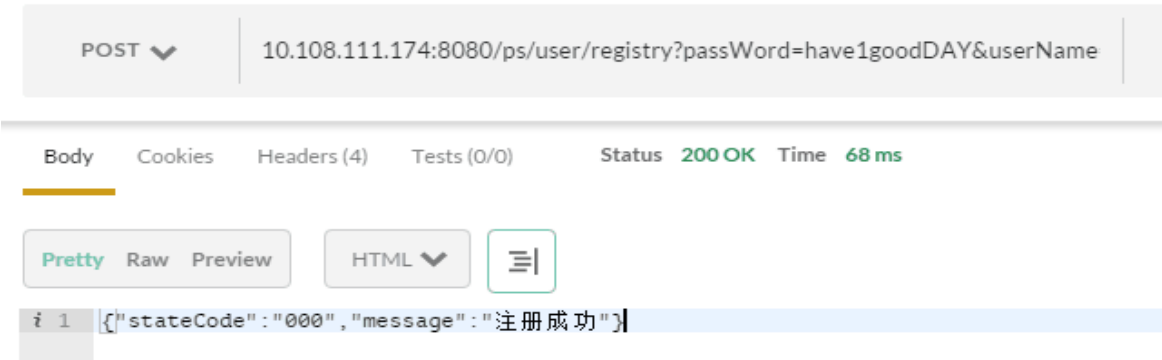 POST 10.108.111.174:8080/ps/user/registry?passWord=have1goodDAY&userName
Body Cookies Headers (4) Tests (0/0) Status 200 OK Time 68 ms
Pretty Raw Preview HTML
i 1 {"stateCode":"000","message":"注册成功"}